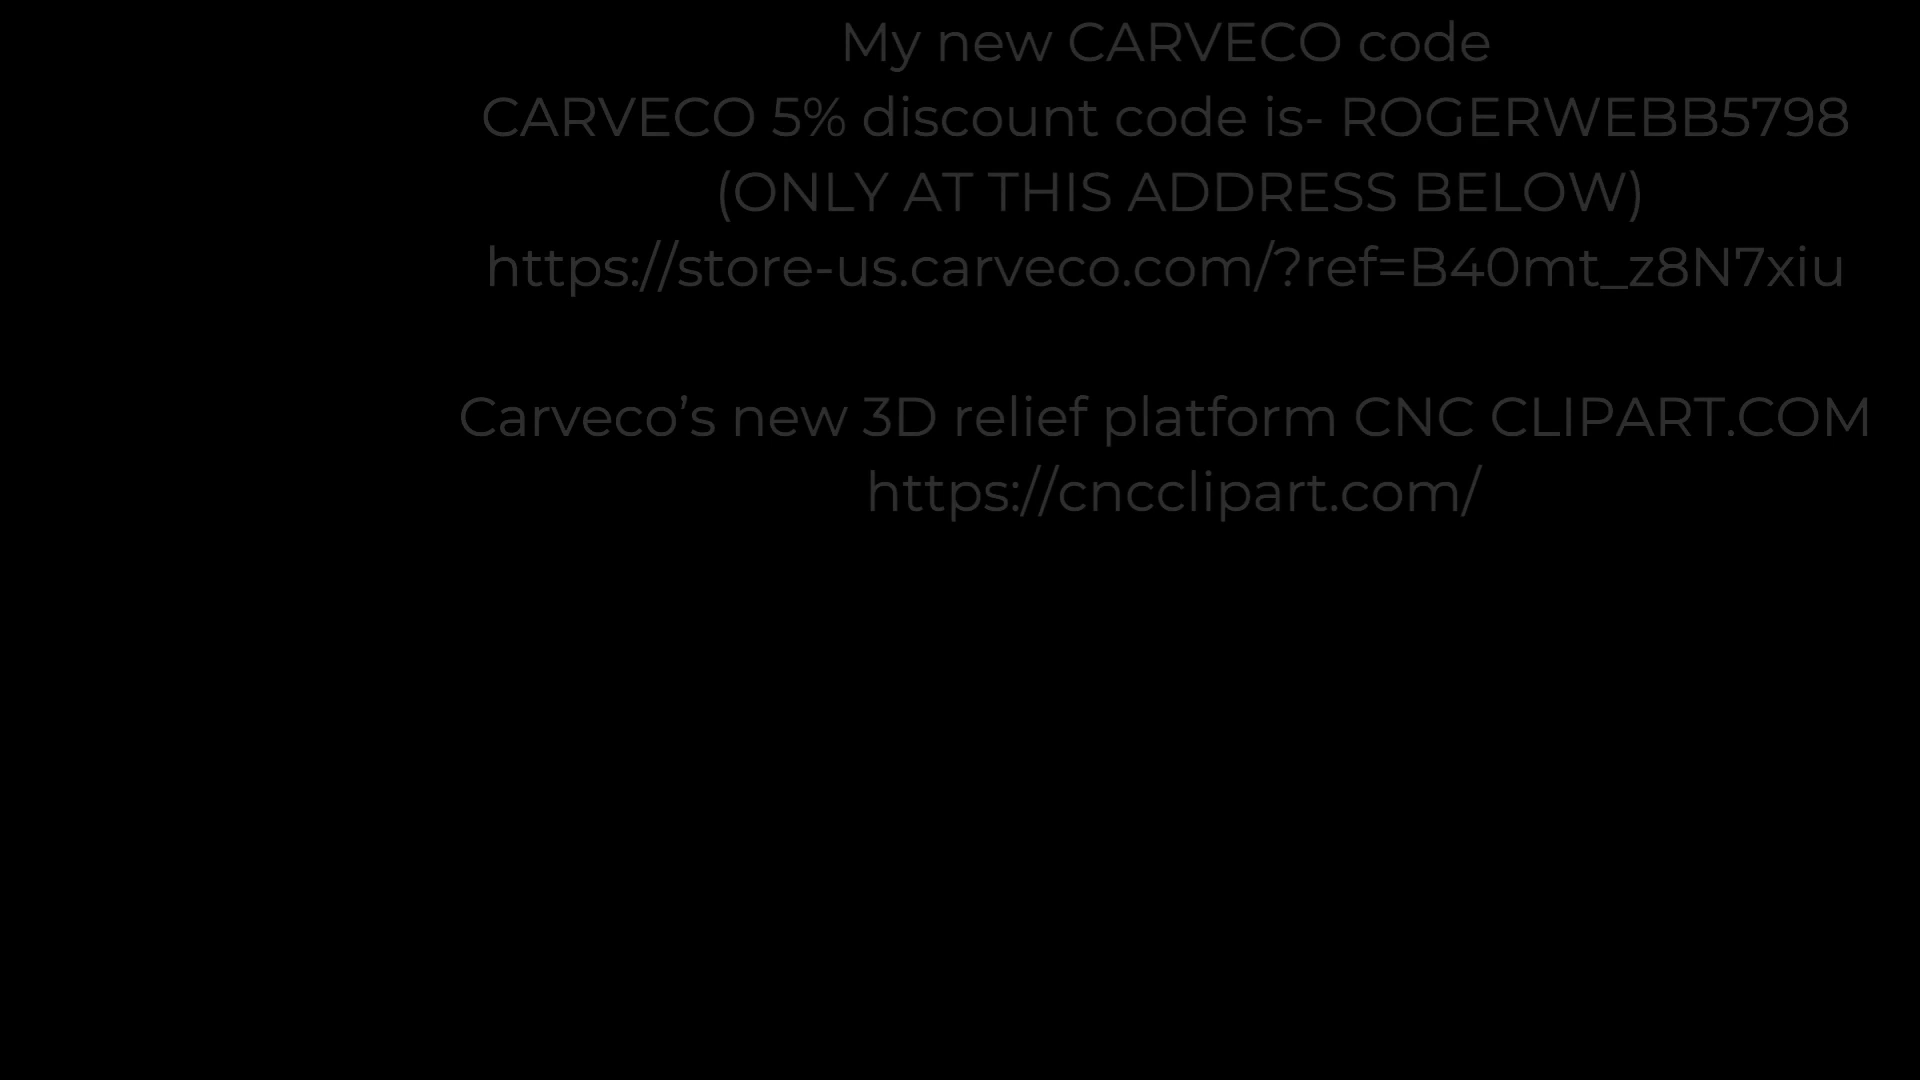 My new CARVECO code
CARVECO 5% discount code is- ROGERWEBB5798
(ONLY AT THIS ADDRESS BELOW)
https://store-us.carveco.com/?ref=B40mt_z8N7xiu
Carveco’s new 3D relief platform CNC CLIPART.COM
https://cncclipart.com/